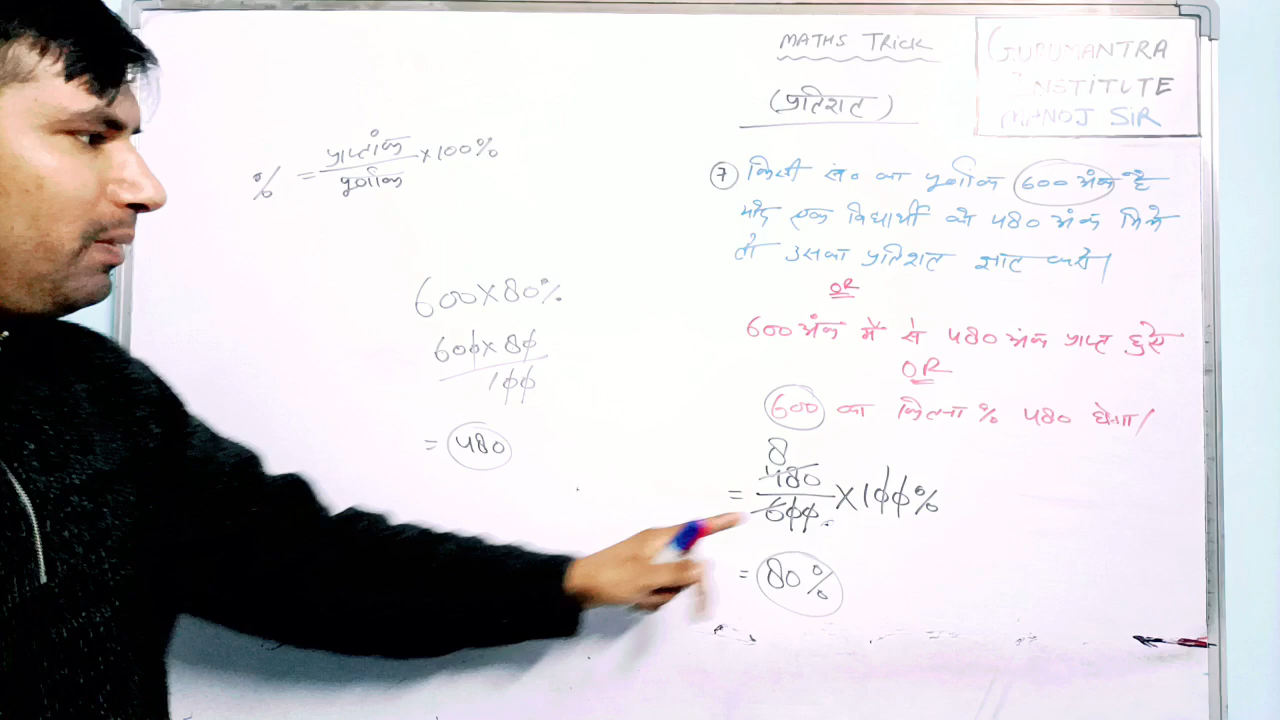 MATHS TRICK
(प्रतिशत)
GURUMANTRA
INSTITUTE
MANOJ SIR
% = प्राप्तांक / पूर्णांक × 100%
600 × 80%
600 × 80 / 100
= 480
⑦ किसी सं० का पूर्णांक 600 अंक है
यदि एक विद्यार्थी को 480 अंक मिले
तो उसका प्रतिशत ज्ञात करो|
OR
600 अंक में से 480 अंक प्राप्त हुए
OR
600 का कितना % 480 होगा|
8
= 480 / 600 × 100%
= 80%